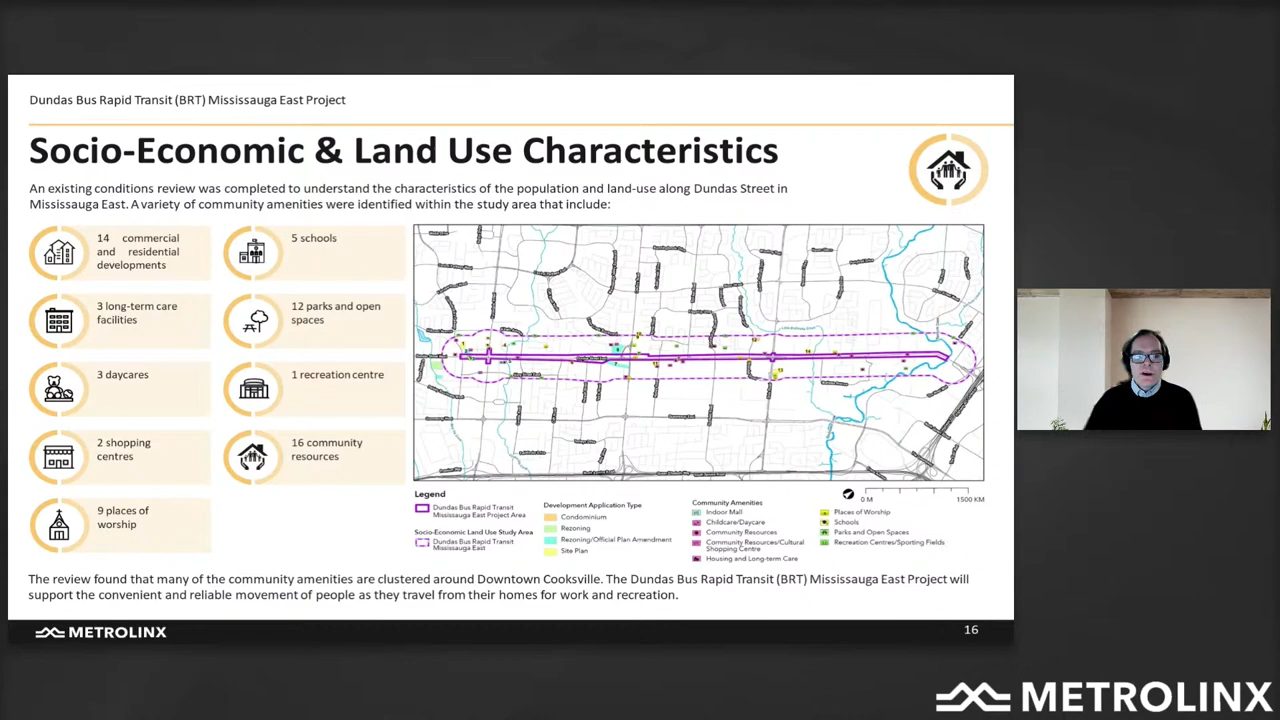 Dundas Bus Rapid Transit (BRT) Mississauga East Project
Socio-Economic & Land Use Characteristics
An existing conditions review was completed to understand the characteristics of the population and land-use along Dundas Street in
Mississauga East. A variety of community amenities were identified within the study area that include:
14 commercial
and residential
developments
5 schools
3 long-term care
facilities
12 parks and open
spaces
3 daycares
1 recreation centre
2 shopping
centres
16 community
resources
9 places of
worship
Legend
Dundas Bus Rapid Transit
Mississauga East Project Area
Socio-Economic Land Use Study Area
Dundas Bus Rapid Transit
Mississauga East
Development Application Type
Condominium
Rezoning
Rezoning/Official Plan Amendment
Site Plan
Community Amenities
Indoor Mall
Childcare/Daycare
Community Resources
Community Resources/Cultural
Shopping Centre
Housing and Long-term Care
Places of Worship
Schools
Parks and Open Spaces
Recreation Centres/Sporting Fields
0 M
1500 KM
The review found that many of the community amenities are clustered around Downtown Cooksville. The Dundas Bus Rapid Transit (BRT) Mississauga East Project will
support the convenient and reliable movement of people as they travel from their homes for work and recreation.
METROLINX
16
METROLINX